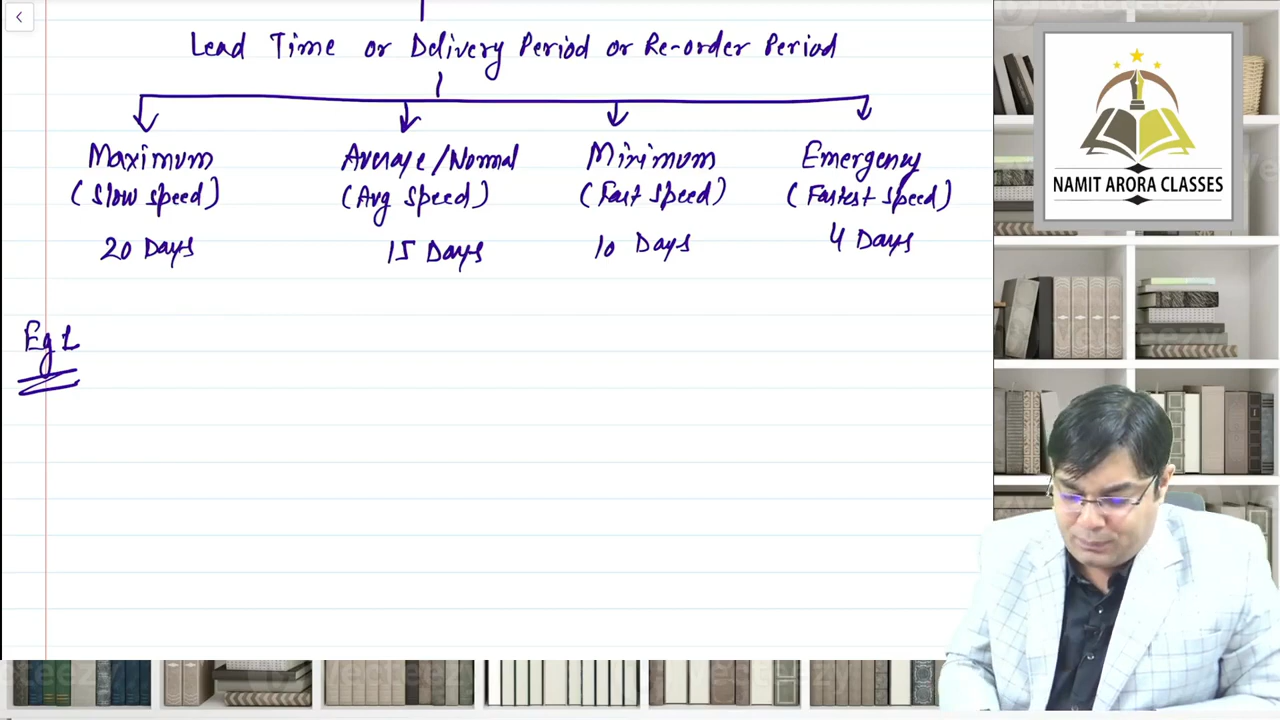 Lead Time or Delivery Period or Re-order Period
Maximum Average/Normal Minimum Emergency
(Slow speed) (Avg Speed) (Fast Speed) (Fastest Speed)
20 Days 15 Days 10 Days 4 Days
Eg 1
NAMIT ARORA CLASSES
vecteezy